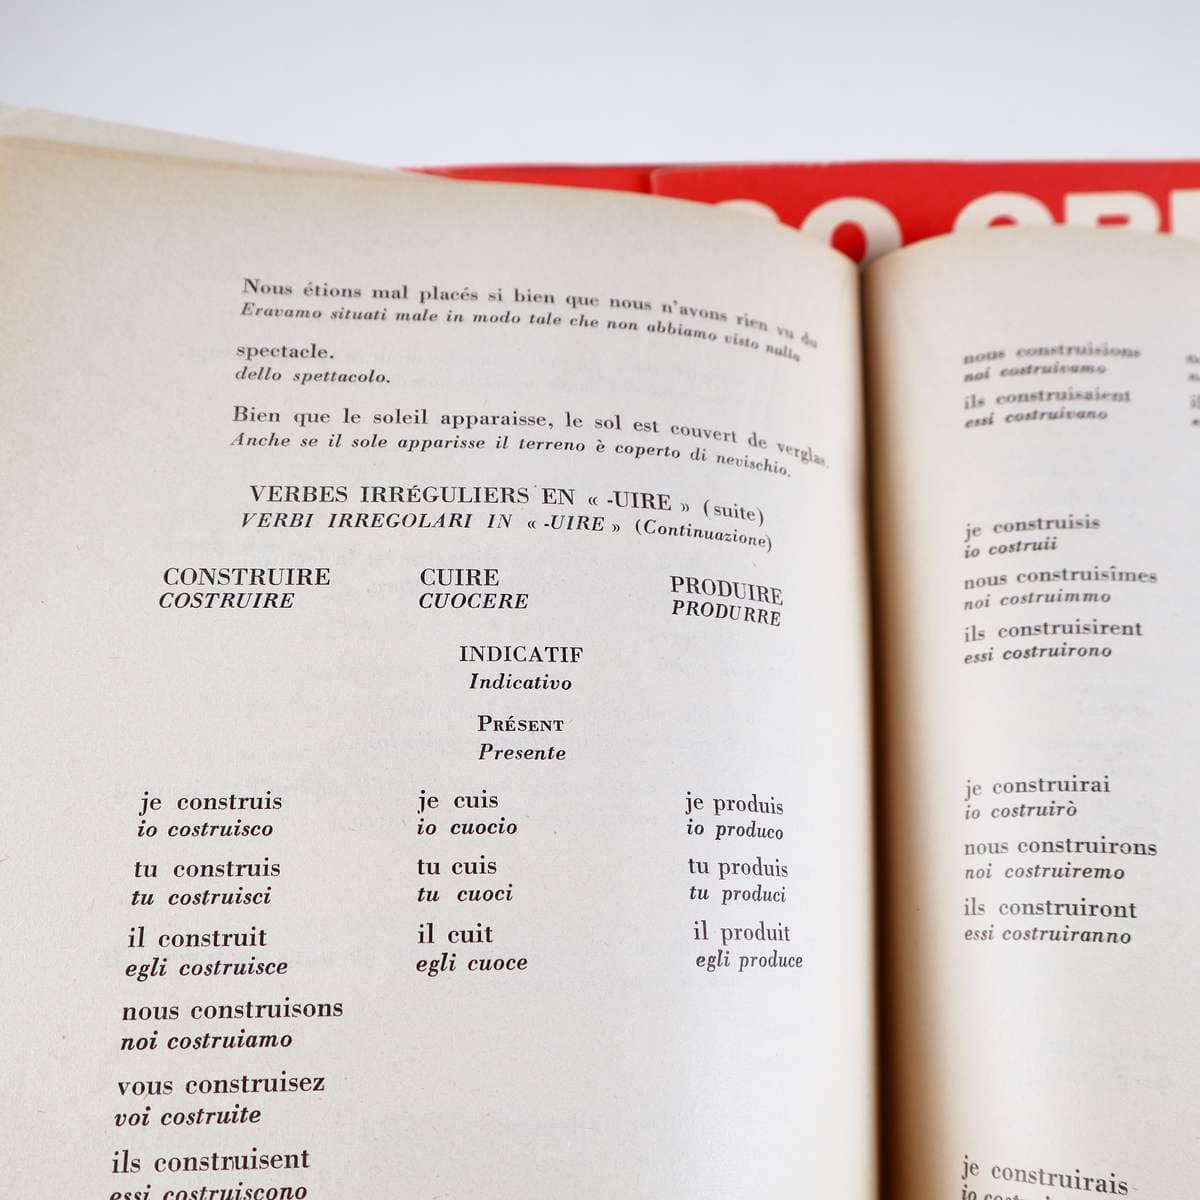 Nous étions mal placés si bien que nous n'avons rien vu du
Eravamo situati male in modo tale che non abbiamo visto nulla
spectacle.
dello spettacolo.
Bien que le soleil apparaisse, le sol est couvert de verglas.
Anche se il sole apparisse il terreno è coperto di nevischio.
VERBES IRRÉGULIERS EN « -UIRE » (suite)
VERBI IRREGOLARI IN « -UIRE » (Continuazione)
CONSTRUIRE CUIRE PRODUIRE
COSTRUIRE CUOCERE PRODURRE
INDICATIF
Indicativo
PRÉSENT
Presente
je construis je cuis je produis
io costruisco io cuocio io produco
tu construis tu cuis tu produis
tu costruisci tu cuoci tu produci
il construit il cuit il produit
egli costruisce egli cuoce egli produce
nous construisons
noi costruiamo
vous construisez
voi costruite
ils construisent
essi costruiscono
nous construisions
noi costruivamo
ils construisaient
essi costruivano
je construisis
io costruii
nous construisîmes
noi costruimmo
ils construisirent
essi costruirono
je construirai
io costruirò
nous construirons
noi costruiremo
ils construiront
essi costruiranno
je construirais
io